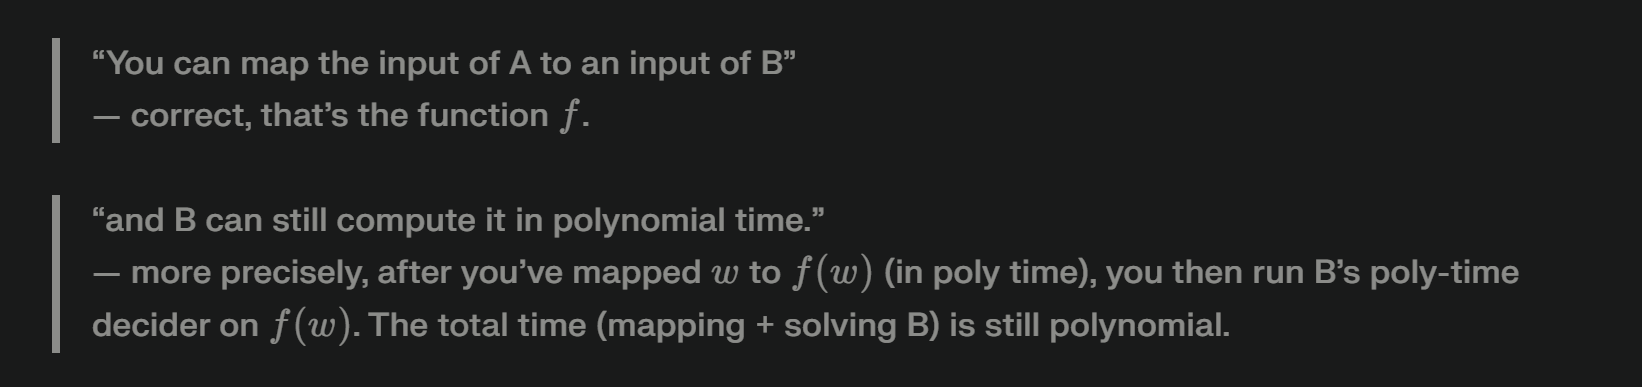 “You can map the input of A to an input of B”
— correct, that’s the function f.
“and B can still compute it in polynomial time.”
— more precisely, after you’ve mapped w to f(w) (in poly time), you then run B’s poly-time
decider on f(w). The total time (mapping + solving B) is still polynomial.